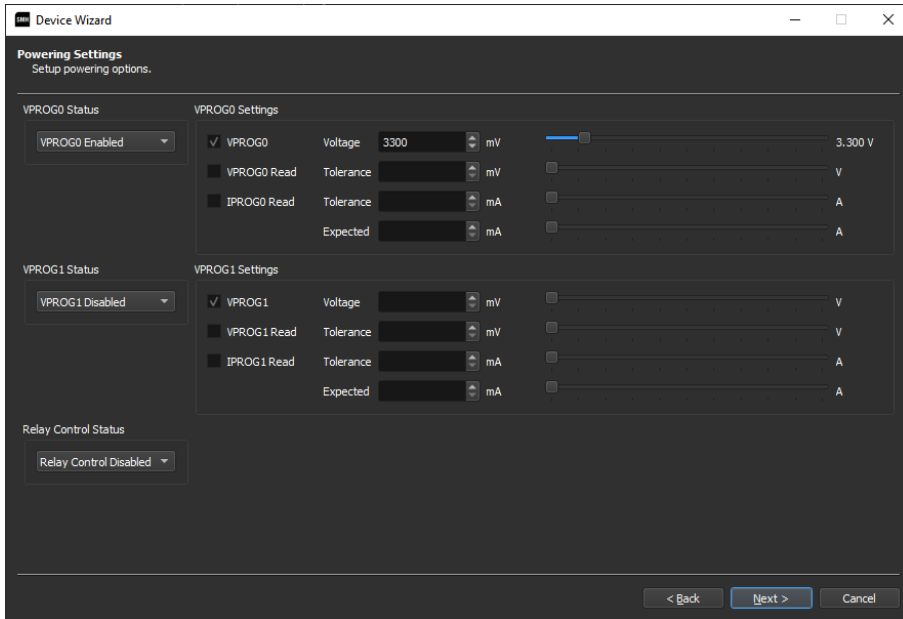 SMH Device Wizard
Powering Settings
Setup powering options.
VPROG0 Status
VPROG0 Settings
VPROG0 Enabled
VPROG0 Voltage 3300 mV 3.300 V
VPROG0 Read Tolerance mV V
IPROG0 Read Tolerance mA A
Expected mA A
VPROG1 Status
VPROG1 Settings
VPROG1 Disabled
VPROG1 Voltage mV V
VPROG1 Read Tolerance mV V
IPROG1 Read Tolerance mA A
Expected mA A
Relay Control Status
Relay Control Disabled
< Back Next > Cancel